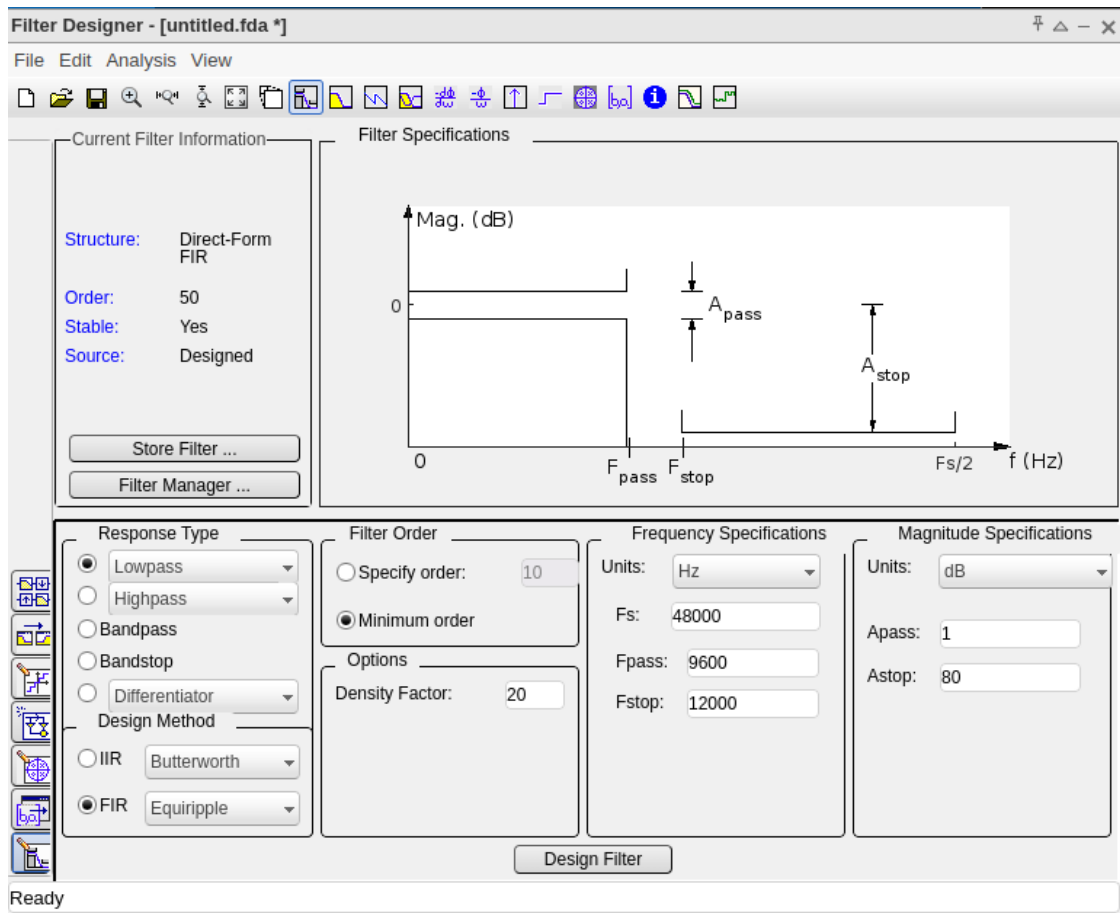 Filter Designer - [untitled.fda *]
File Edit Analysis View
Current Filter Information
Structure: Direct-Form
FIR
Order: 50
Stable: Yes
Source: Designed
Store Filter ...
Filter Manager ...
Filter Specifications
Mag. (dB)
0
A pass
A stop
0
F pass
F stop
Fs/2
f (Hz)
Response Type
Lowpass
Highpass
Bandpass
Bandstop
Differentiator
Design Method
IIR Butterworth
FIR Equiripple
Filter Order
Specify order: 10
Minimum order
Options
Density Factor: 20
Frequency Specifications
Units: Hz
Fs: 48000
Fpass: 9600
Fstop: 12000
Magnitude Specifications
Units: dB
Apass: 1
Astop: 80
Design Filter
Ready